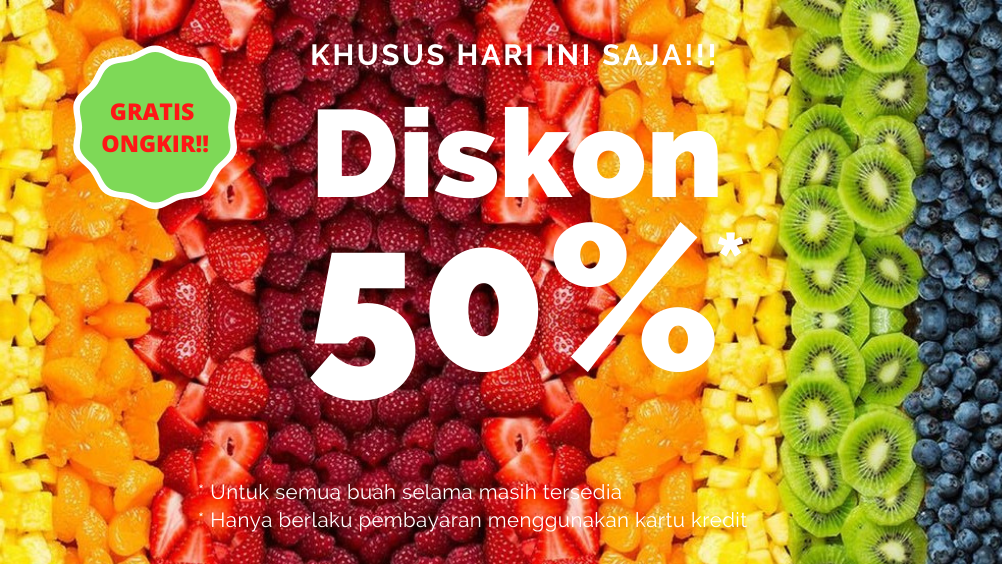 KHUSUS HARI INI SAJA!!!
GRATIS
ONGKIR!!
Diskon
50%*
* Untuk semua buah selama masih tersedia
* Hanya berlaku pembayaran menggunakan kartu kredit